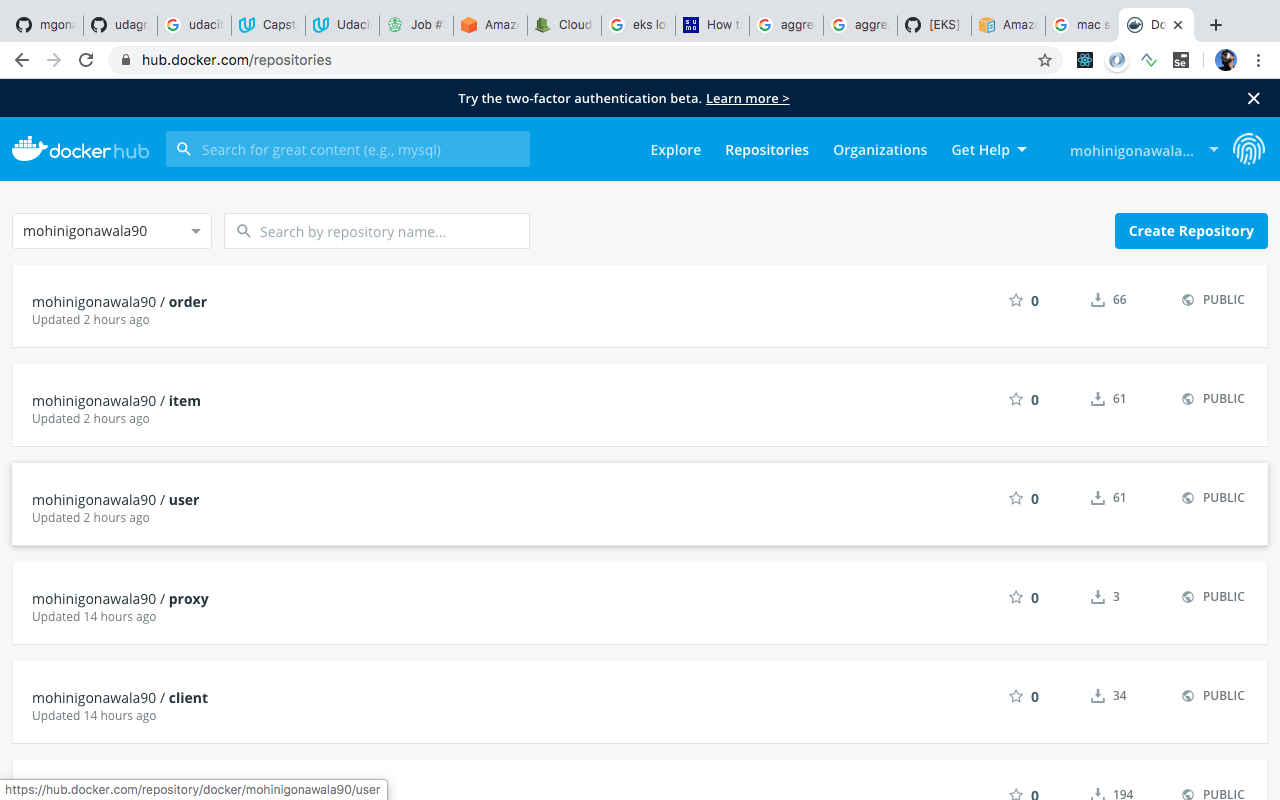 mgona
udagr
udacit
Capst
Udaci
Job #
Amaz
Cloud
eks lo
How t
aggre
aggre
[EKS]
Amaz
mac s
Do
hub.docker.com/repositories
Try the two-factor authentication beta. Learn more >
docker hub
Search for great content (e.g., mysql)
Explore
Repositories
Organizations
Get Help
mohinigonawala...
mohinigonawala90
Search by repository name...
Create Repository
mohinigonawala90 / order
0
66
PUBLIC
Updated 2 hours ago
mohinigonawala90 / item
0
61
PUBLIC
Updated 2 hours ago
mohinigonawala90 / user
0
61
PUBLIC
Updated 2 hours ago
mohinigonawala90 / proxy
0
3
PUBLIC
Updated 14 hours ago
mohinigonawala90 / client
0
34
PUBLIC
Updated 14 hours ago
0
194
PUBLIC
https://hub.docker.com/repository/docker/mohinigonawala90/user